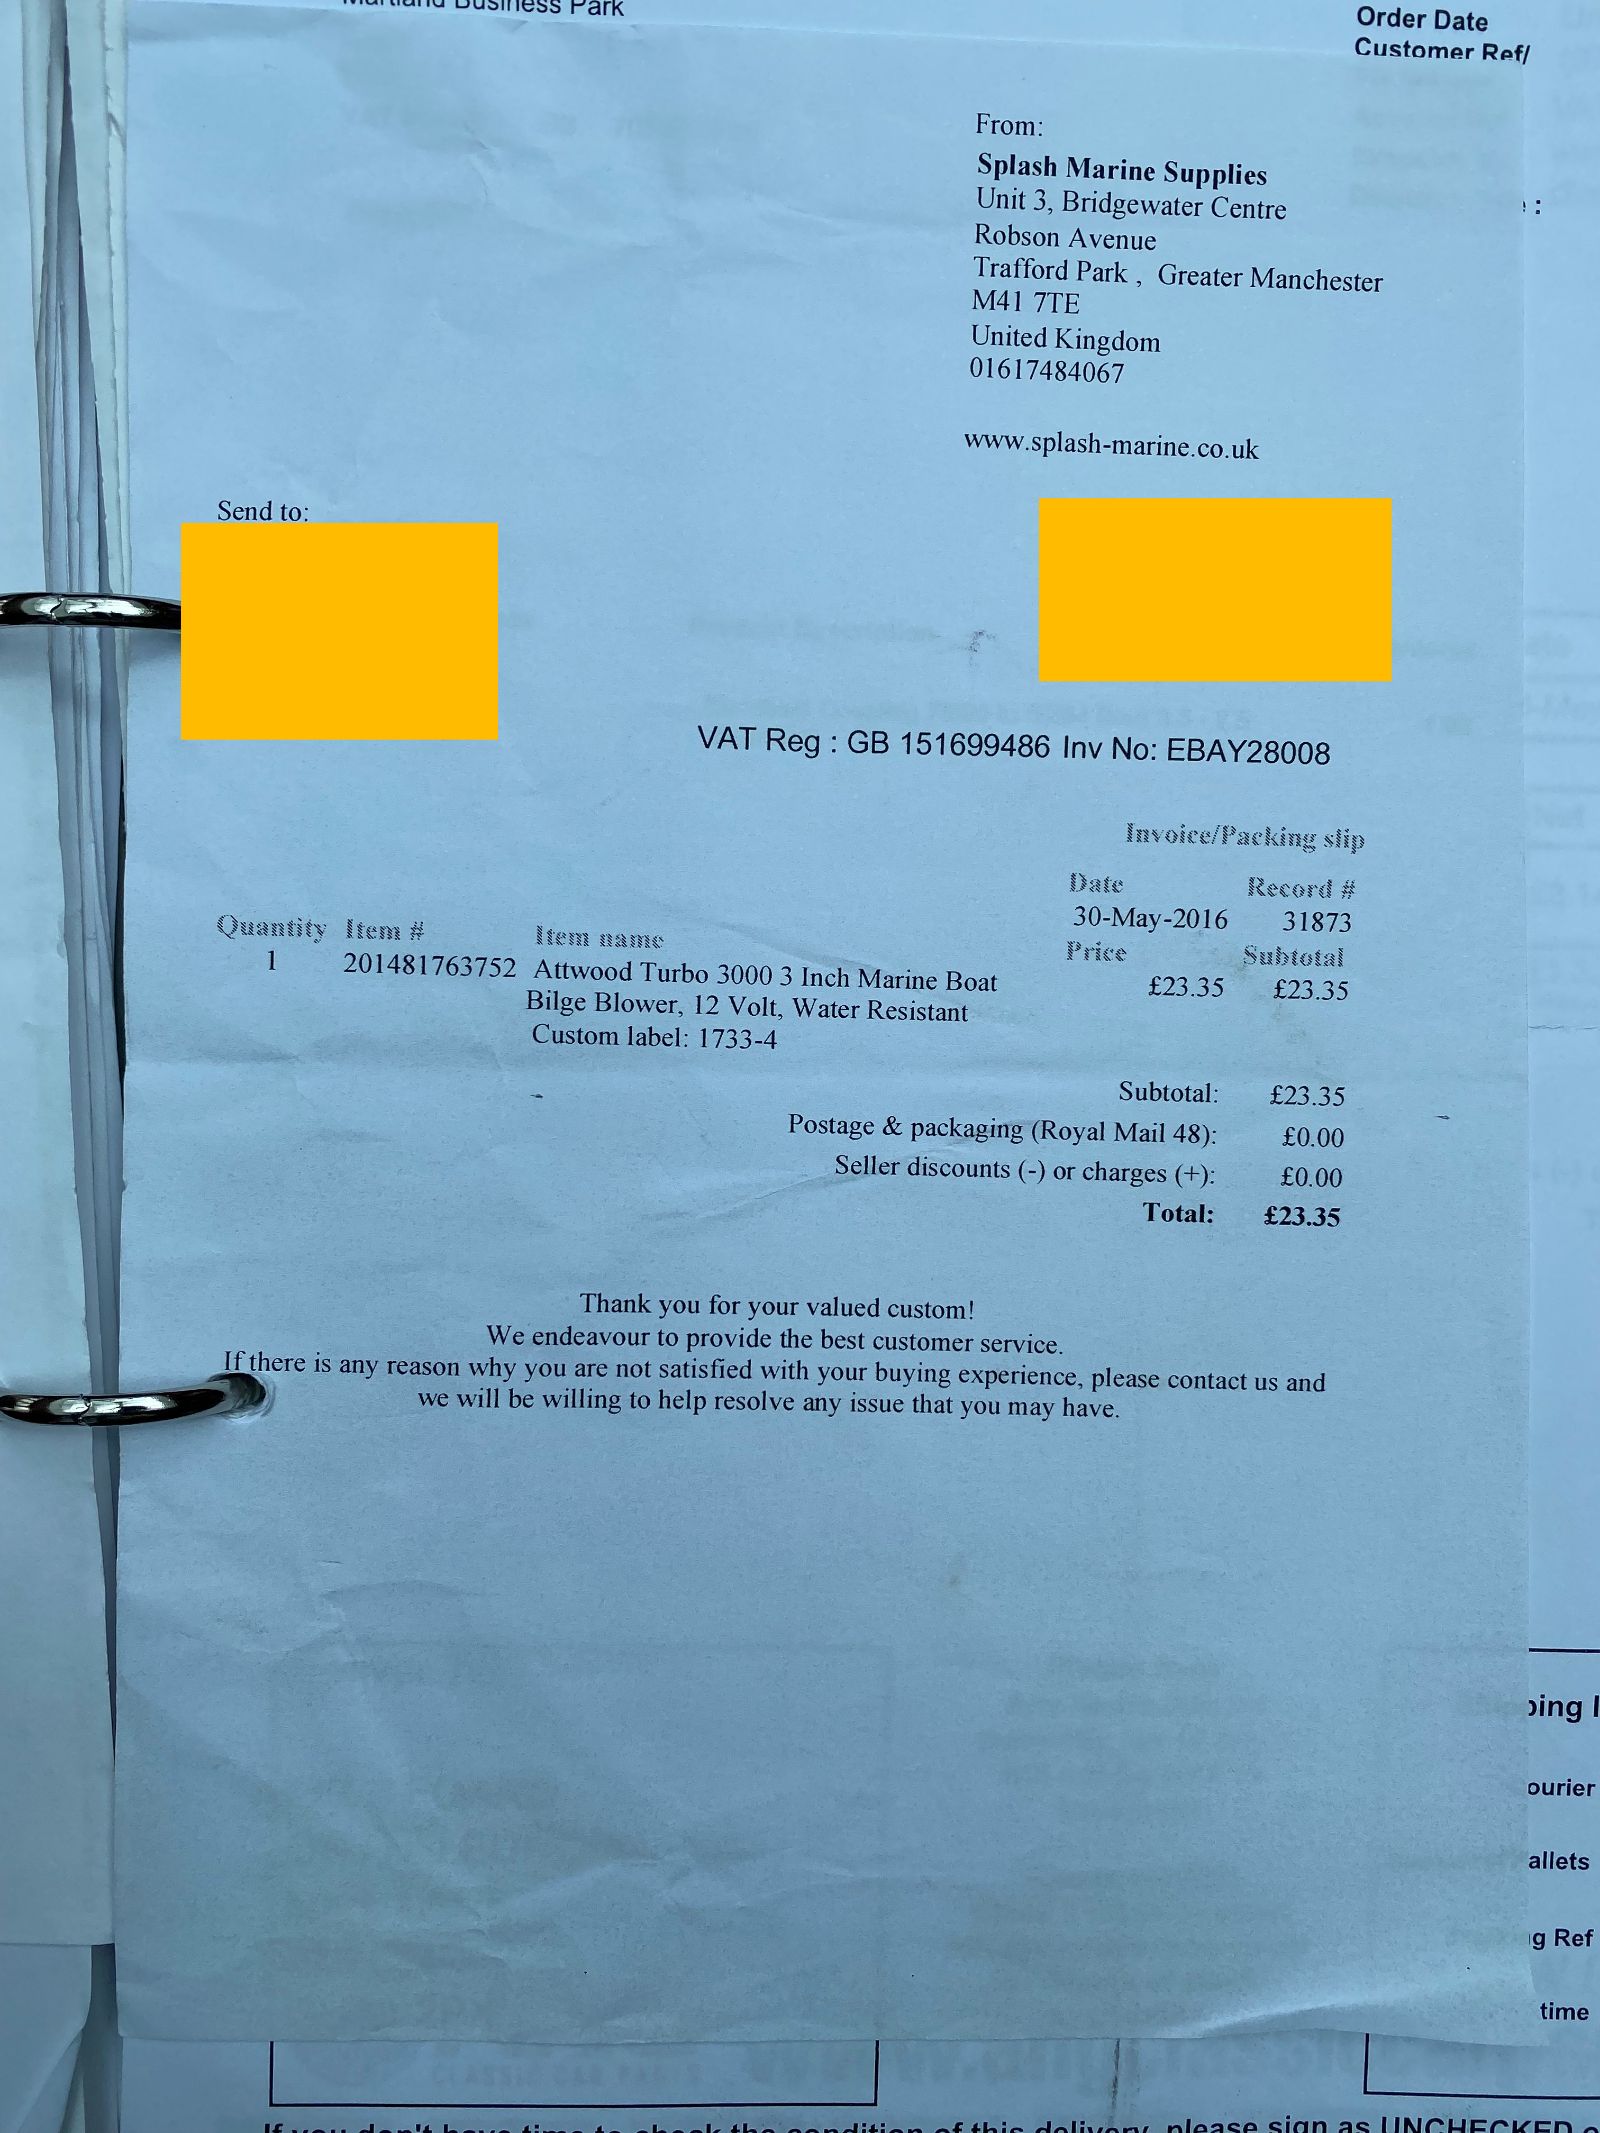 Business Park
Order Date
Customer Ref/
From:
Splash Marine Supplies
Unit 3, Bridgewater Centre
Robson Avenue
Trafford Park , Greater Manchester
M41 7TE
United Kingdom
01617484067
www.splash-marine.co.uk
Send to:
VAT Reg : GB 151699486 Inv No: EBAY28008
Invoice/Packing slip
Date Record #
30-May-2016 31873
Quantity Item # Item name Price Subtotal
1 201481763752 Attwood Turbo 3000 3 Inch Marine Boat £23.35 £23.35
Bilge Blower, 12 Volt, Water Resistant
Custom label: 1733-4
Subtotal: £23.35
Postage & packaging (Royal Mail 48): £0.00
Seller discounts (-) or charges (+): £0.00
Total: £23.35
Thank you for your valued custom!
We endeavour to provide the best customer service.
If there is any reason why you are not satisfied with your buying experience, please contact us and
we will be willing to help resolve any issue that you may have.
ping I
ourier
allets
g Ref
time
If you don't have time to check the condition of this delivery, please sign as UNCHECKED